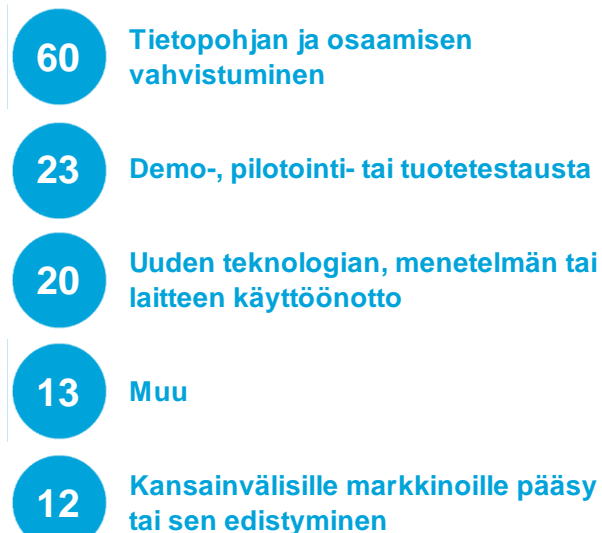 60
Tietopohjan ja osaamisen
vahvistuminen
23
Demo-, pilotointi- tai tuotetestausta
20
Uuden teknologian, menetelmän tai
laitteen käyttöönotto
13
Muu
12
Kansainvälisille markkinoille pääsy
tai sen edistyminen